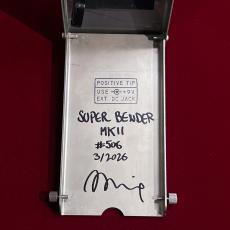 POSITIVE TIP
USE +9V
EXT. DC JACK
SUPER BENDER
MKII
#506
3/2026